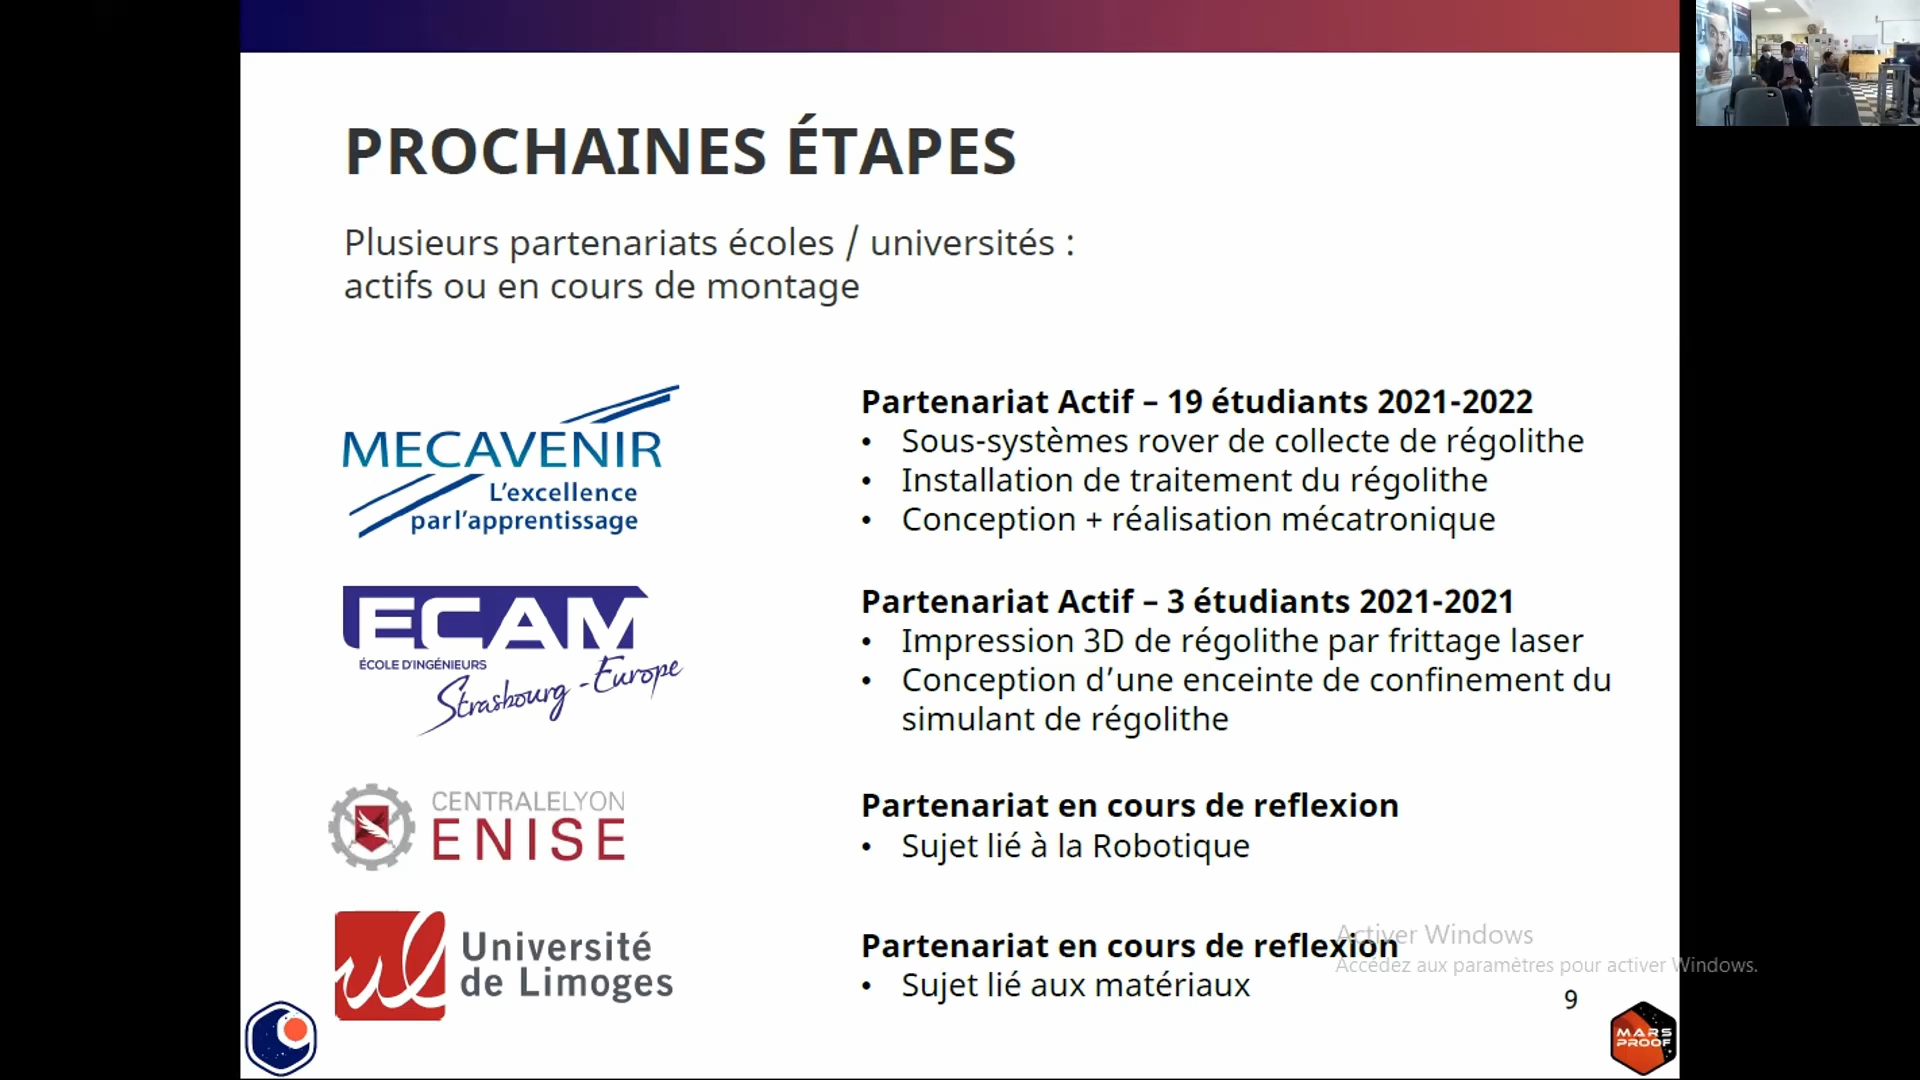 PROCHAINES ÉTAPES
Plusieurs partenariats écoles / universités :
actifs ou en cours de montage
MECAVENIR
L'excellence
par l'apprentissage
Partenariat Actif – 19 étudiants 2021-2022
• Sous-systèmes rover de collecte de régolithe
• Installation de traitement du régolithe
• Conception + réalisation mécatronique
ECAM
ÉCOLE D'INGÉNIEURS
Strasbourg - Europe
Partenariat Actif – 3 étudiants 2021-2021
• Impression 3D de régolithe par frittage laser
• Conception d’une enceinte de confinement du
simulant de régolithe
CENTRALELYON
ENISE
Partenariat en cours de reflexion
• Sujet lié à la Robotique
ul
Université
de Limoges
Partenariat en cours de reflexion
• Sujet lié aux matériaux
Activer Windows
Accédez aux paramètres pour activer Windows.
9
MARS
PROOF